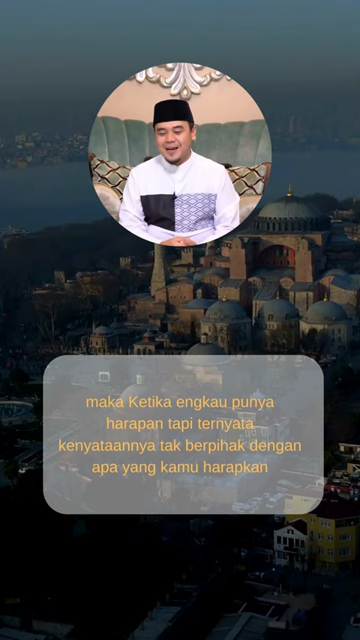 maka Ketika engkau punya
harapan tapi ternyata
kenyataannya tak berpihak dengan
apa yang kamu harapkan